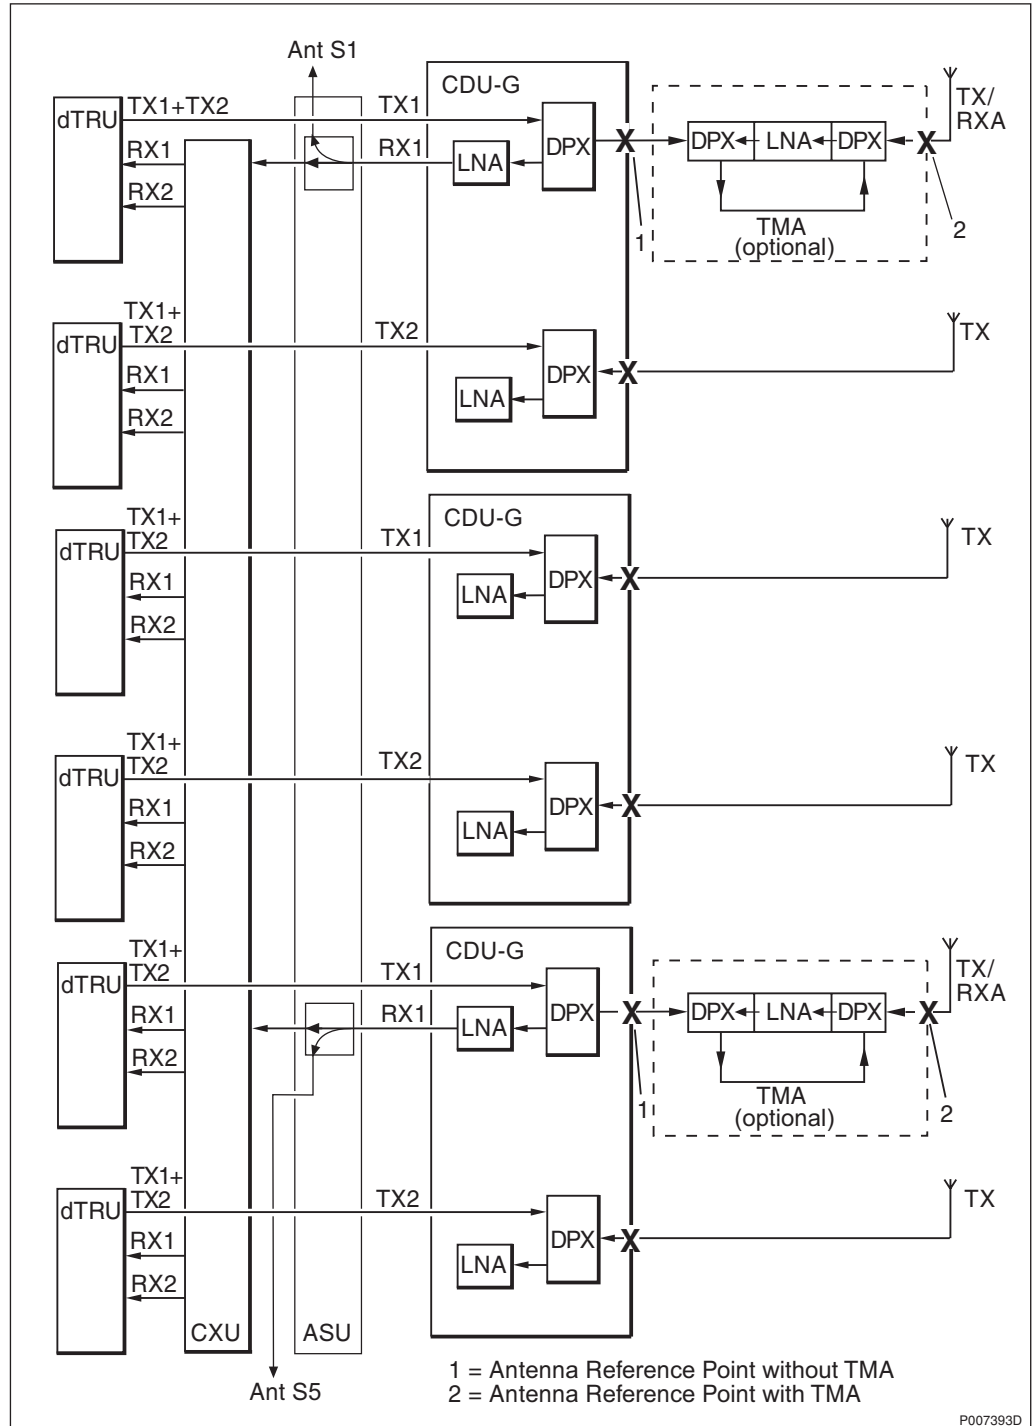 Ant S1
CDU-G
dTRU
TX1+TX2
TX1
DPX
LNA
RX1
RX1
RX2
DPX
LNA
DPX
TMA
(optional)
TX/
RXA
1
2
TX1+
TX2
dTRU
RX1
RX2
TX2
DPX
LNA
TX
CDU-G
TX1+
TX2
dTRU
RX1
RX2
TX1
DPX
LNA
TX
TX1+
TX2
dTRU
RX1
RX2
TX2
DPX
LNA
TX
CDU-G
TX1+
TX2
dTRU
RX1
RX2
TX1
RX1
DPX
LNA
DPX
LNA
DPX
TMA
(optional)
TX/
RXA
1
2
TX1+
TX2
dTRU
RX1
RX2
TX2
DPX
LNA
TX
CXU
ASU
Ant S5
1 = Antenna Reference Point without TMA
2 = Antenna Reference Point with TMA
P007393D